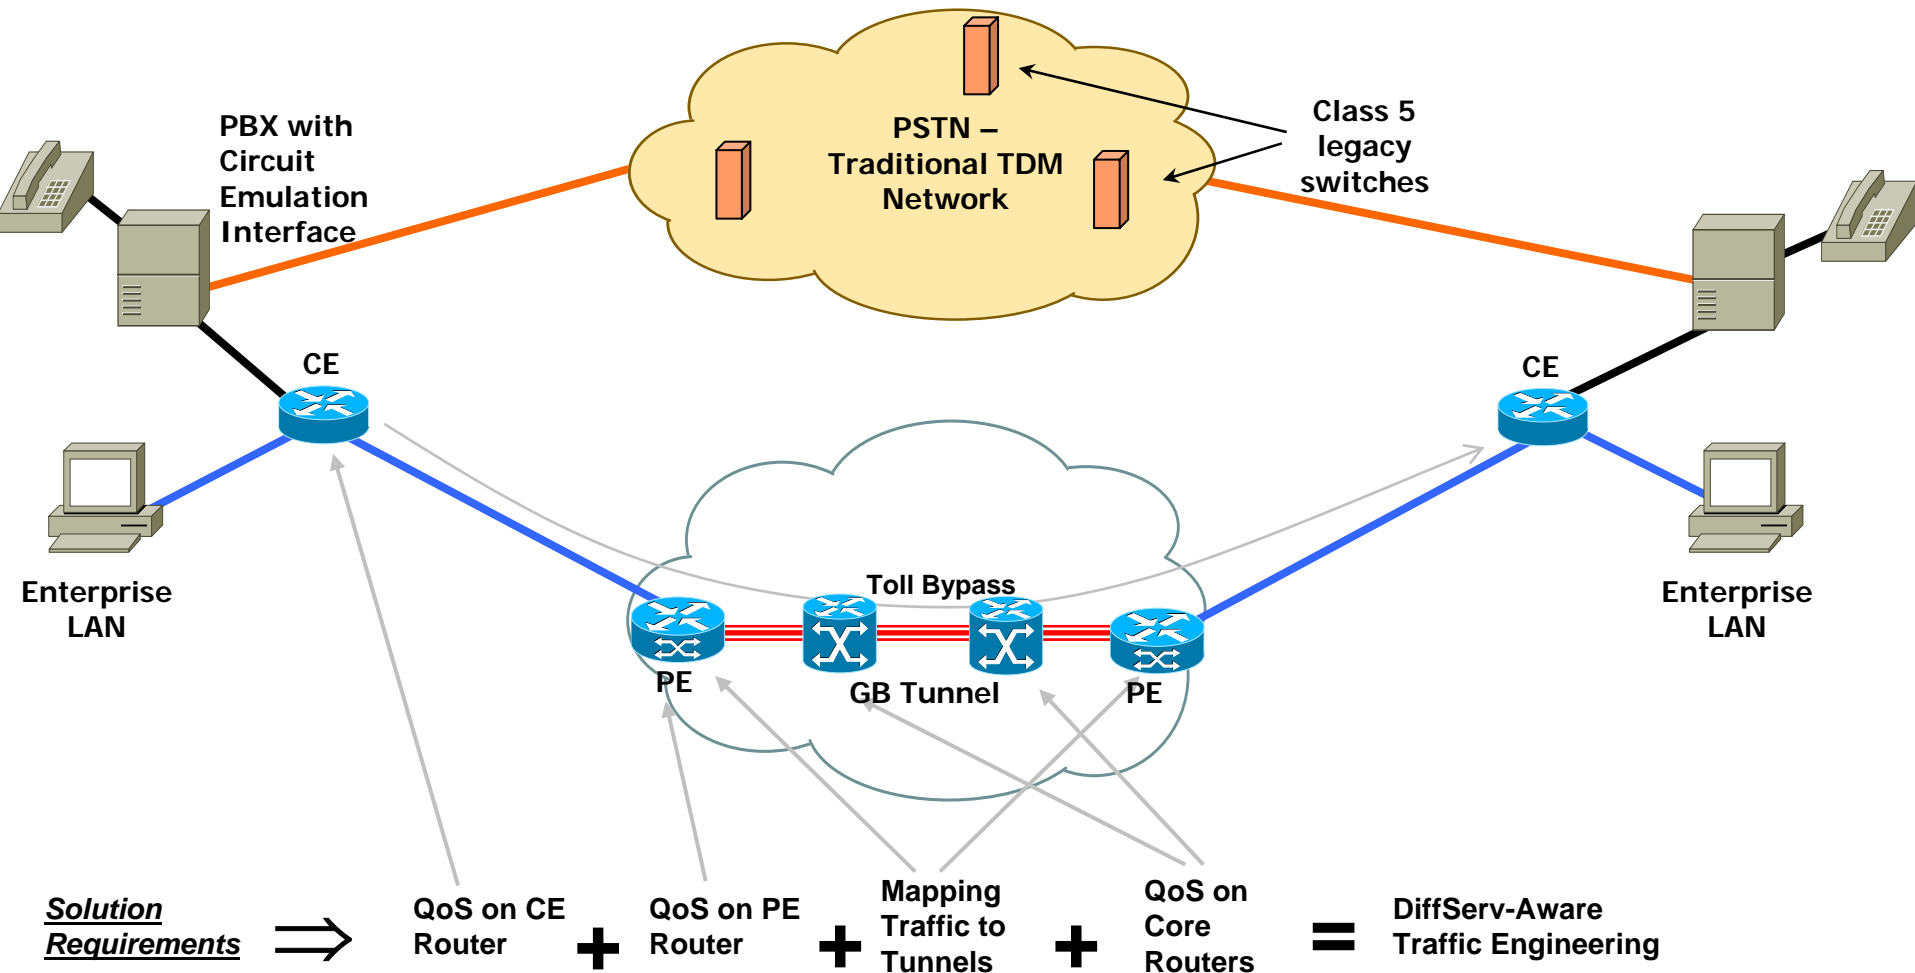 PBX with
Circuit
Emulation
Interface
PSTN –
Traditional TDM
Network
Class 5
legacy
switches
CE
CE
Enterprise
LAN
Toll Bypass
Enterprise
LAN
PE
GB Tunnel
PE
Solution
Requirements
⇒
QoS on CE
Router
+
QoS on PE
Router
+
Mapping
Traffic to
Tunnels
+
QoS on
Core
Routers
=
DiffServ-Aware
Traffic Engineering